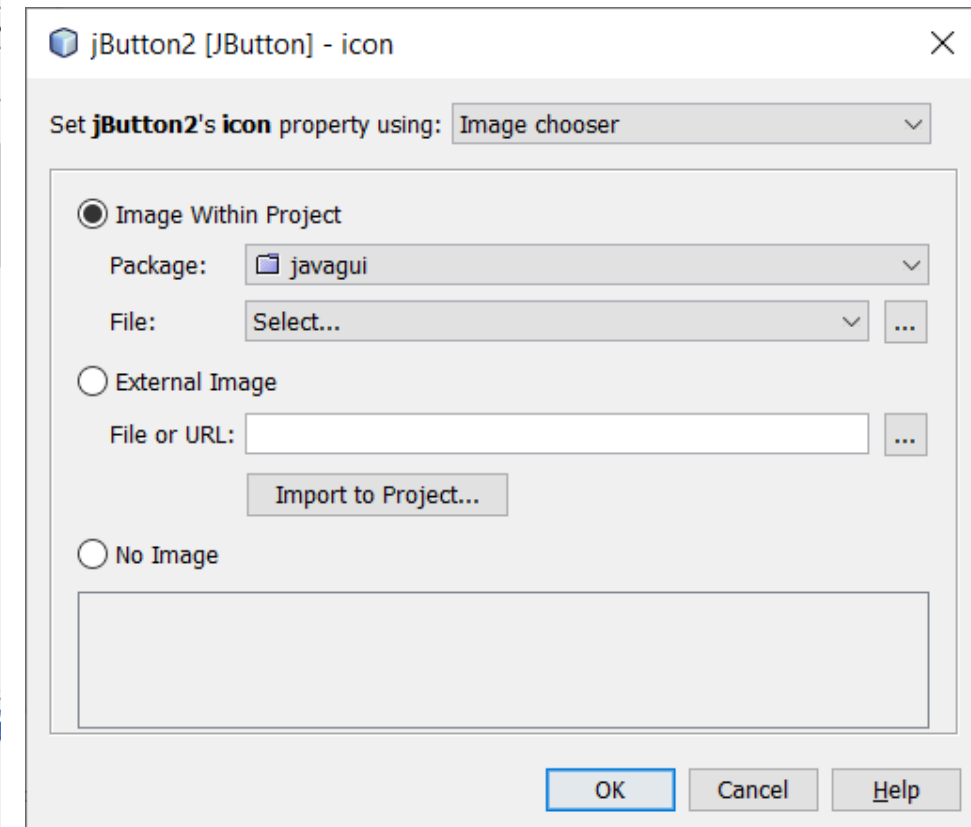 jButton2 [JButton] - icon
Set jButton2's icon property using: Image chooser
Image Within Project
Package: javagui
File: Select... ...
External Image
File or URL: ...
Import to Project...
No Image
OK Cancel Help